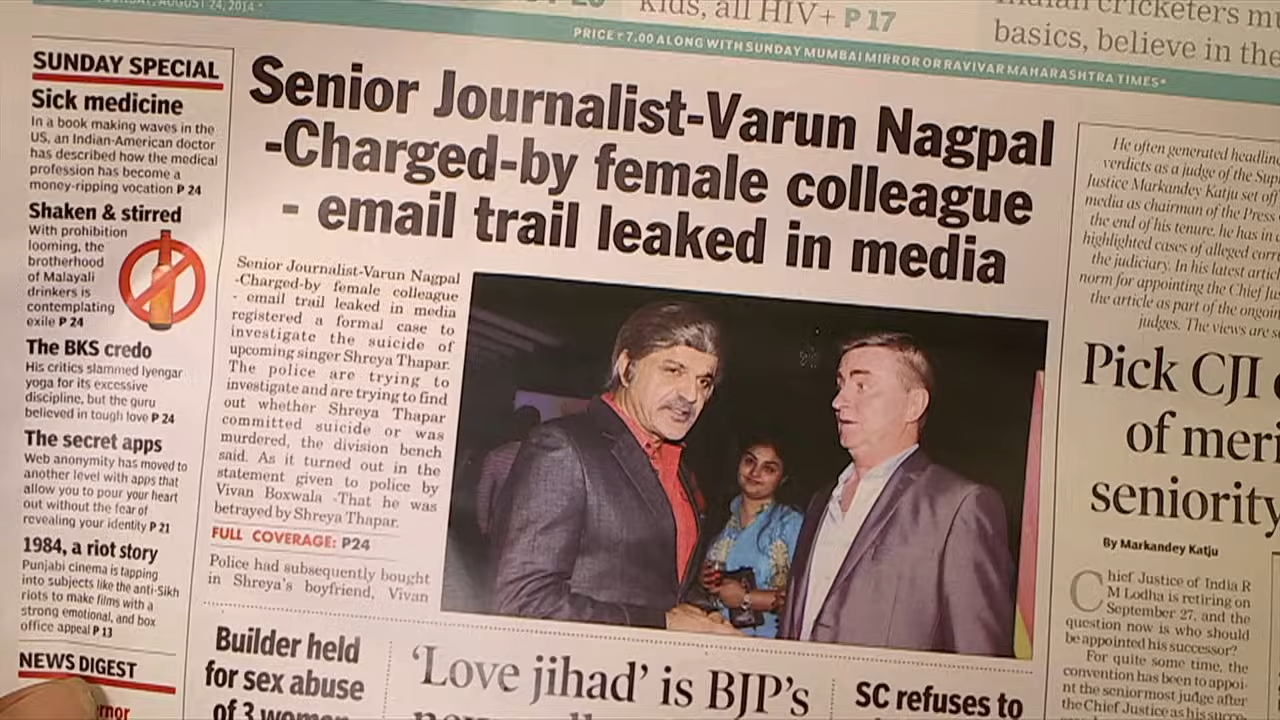 SUNDAY, AUGUST 24, 2014
kids, all HIV+ P 17
Indian cricketers
basics, believe in the
PRICE ₹ 7.00 ALONG WITH SUNDAY MUMBAI MIRROR OR RAVIVAR MAHARASHTRA TIMES*
SUNDAY SPECIAL
Sick medicine
In a book making waves in the
US, an Indian-American doctor
has described how the medical
profession has become a
money-ripping vocation P 24
Shaken & stirred
With prohibition
looming, the
brotherhood
of Malayali
drinkers is
contemplating
exile P 24
The BKS credo
His critics slammed Iyengar
yoga for its excessive
discipline, but the guru
believed in tough love P 24
The secret apps
Web anonymity has moved to
another level with apps that
allow you to pour your heart
out without the fear of
revealing your identity P 21
1984, a riot story
Punjabi cinema is tapping
into subjects like the anti-Sikh
riots to make films with a
strong emotional, and box
office appeal P 13
NEWS DIGEST
Senior Journalist-Varun Nagpal
-Charged-by female colleague
- email trail leaked in media
Senior Journalist-Varun Nagpal
-Charged-by female colleague
- email trail leaked in media
registered a formal case to
investigate the suicide of
upcoming singer Shreya Thapar.
The police are trying to
investigate and are trying to find
out whether Shreya Thapar
committed suicide or was
murdered, the division bench
said. As it turned out in the
statement given to police by
Vivan Boxwala -That he was
betrayed by Shreya Thapar.
FULL COVERAGE: P24
Police had subsequently bought
in Shreya's boyfriend, Vivan
Builder held
for sex abuse
of 3 women
'Love jihad' is BJP's
SC refuses to
He often generated headlin
verdicts as a judge of the Sup
Justice Markandey Katju set off
media as chairman of the Press
the end of his tenure, he has in
highlighted cases of alleged corr
the judiciary. In his latest artic
norm for appointing the Chief Ju
the article as part of the ongoin
judges. The views are s
Pick CJI
of meri
seniority
By Markandey Katju
Chief Justice of India R
M Lodha is retiring on
September 27, and the
question now is who should
be appointed his successor?
For quite some time, the
convention has been to appoi-
nt the seniormost judge after
the Chief Justice as his succe